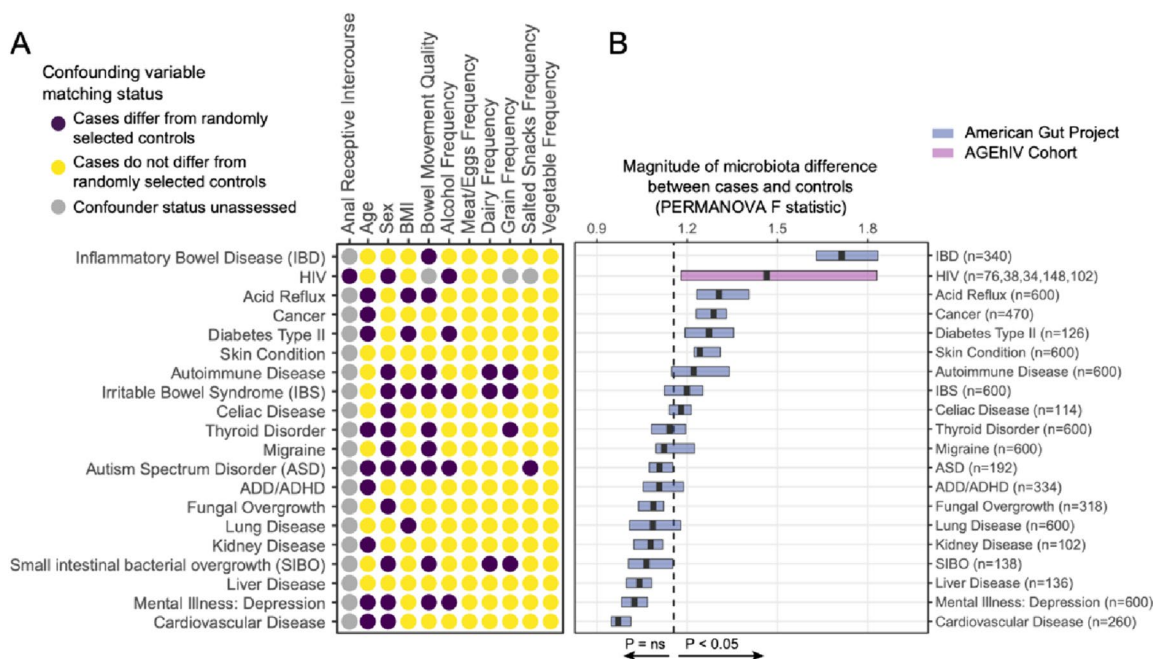 A
Confounding variable
matching status
Cases differ from randomly
selected controls
Cases do not differ from
randomly selected controls
Confounder status unassessed
Anal Receptive Intercourse
Age
Sex
BMI
Bowel Movement Quality
Alcohol Frequency
Meat/Eggs Frequency
Dairy Frequency
Grain Frequency
Salted Snacks Frequency
Vegetable Frequency
Inflammatory Bowel Disease (IBD)
HIV
Acid Reflux
Cancer
Diabetes Type II
Skin Condition
Autoimmune Disease
Irritable Bowel Syndrome (IBS)
Celiac Disease
Thyroid Disorder
Migraine
Autism Spectrum Disorder (ASD)
ADD/ADHD
Fungal Overgrowth
Lung Disease
Kidney Disease
Small intestinal bacterial overgrowth (SIBO)
Liver Disease
Mental Illness: Depression
Cardiovascular Disease
B
American Gut Project
AGEhIV Cohort
Magnitude of microbiota difference
between cases and controls
(PERMANOVA F statistic)
0.9 1.2 1.5 1.8
IBD (n=340)
HIV (n=76,38,34,148,102)
Acid Reflux (n=600)
Cancer (n=470)
Diabetes Type II (n=126)
Skin Condition (n=600)
Autoimmune Disease (n=600)
IBS (n=600)
Celiac Disease (n=114)
Thyroid Disorder (n=600)
Migraine (n=600)
ASD (n=192)
ADD/ADHD (n=334)
Fungal Overgrowth (n=318)
Lung Disease (n=600)
Kidney Disease (n=102)
SIBO (n=138)
Liver Disease (n=136)
Mental Illness: Depression (n=600)
Cardiovascular Disease (n=260)
P = ns P < 0.05